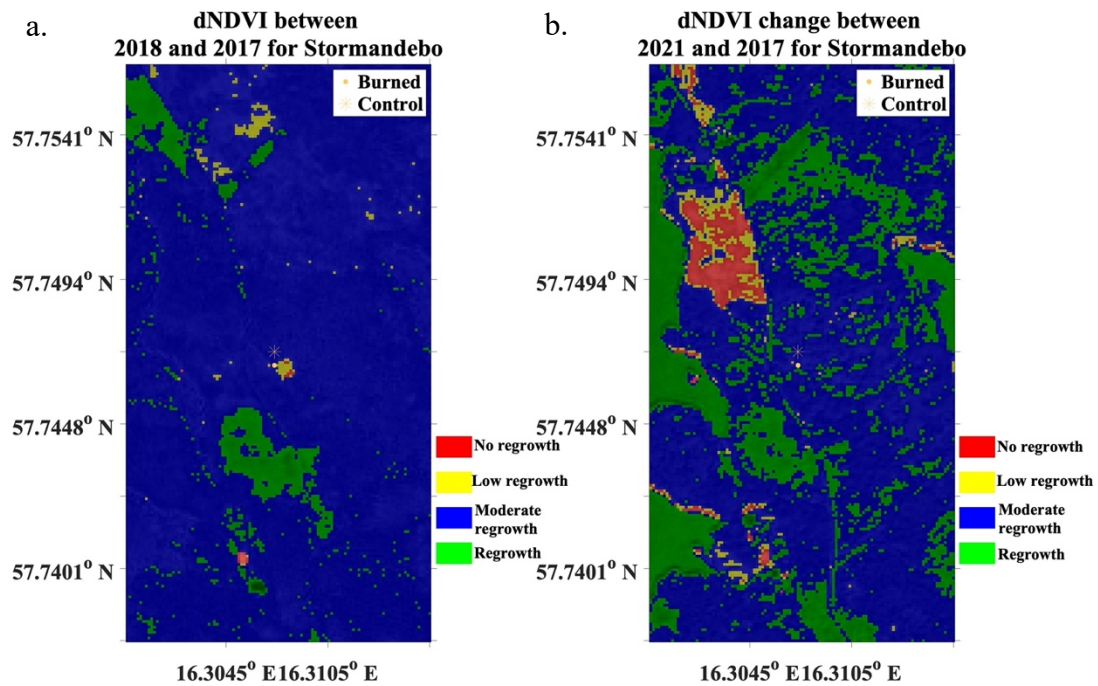 a.
dNDVI between
2018 and 2017 for Stormandebo
Burned
Control
57.7541° N
57.7494° N
57.7448° N
57.7401° N
16.3045° E 16.3105° E
No regrowth
Low regrowth
Moderate
regrowth
Regrowth
b.
dNDVI change between
2021 and 2017 for Stormandebo
Burned
Control
57.7541° N
57.7494° N
57.7448° N
57.7401° N
16.3045° E 16.3105° E
No regrowth
Low regrowth
Moderate
regrowth
Regrowth